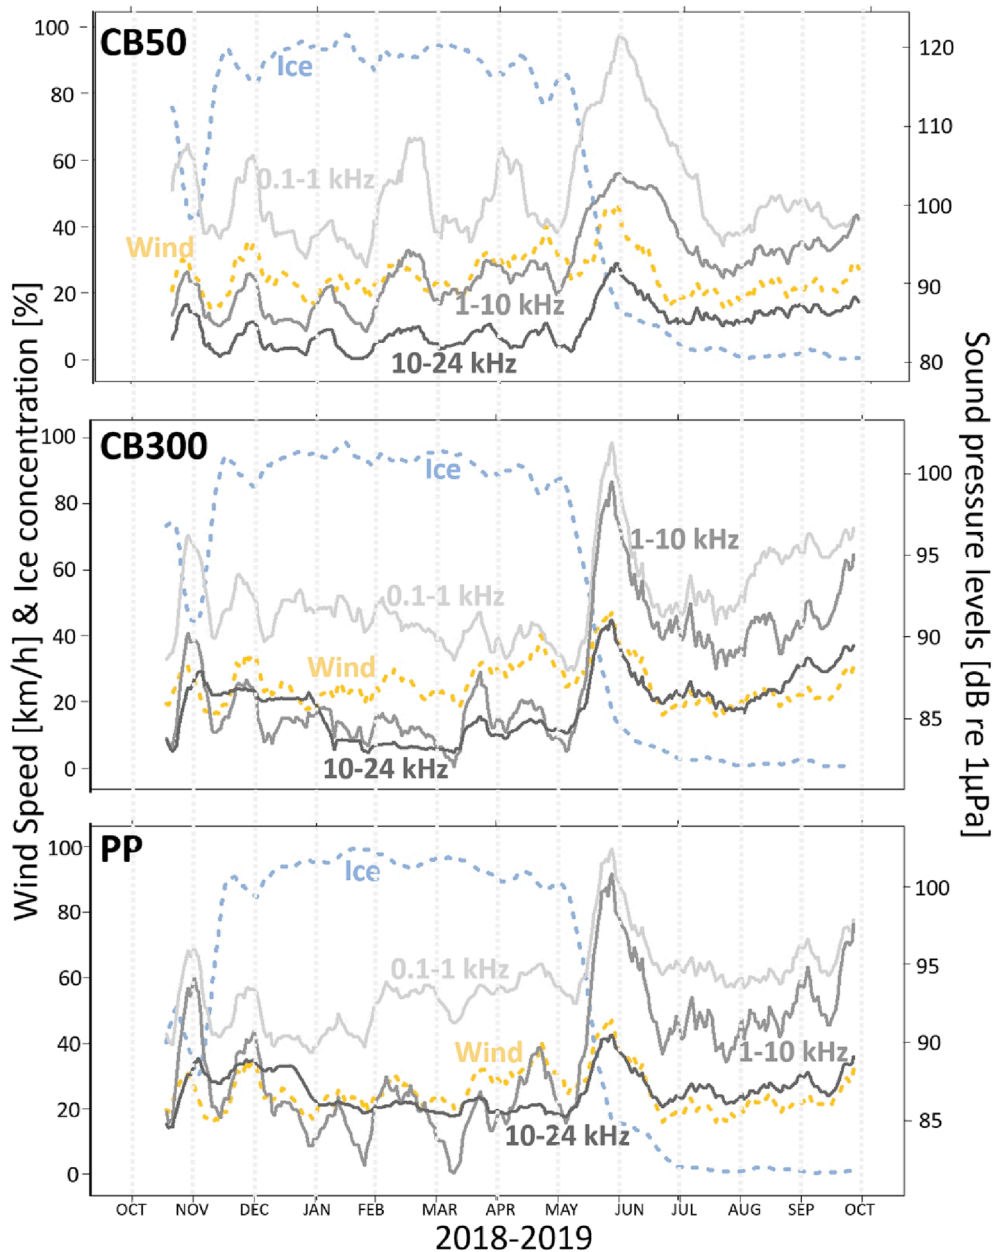 CB50
Ice
0.1-1 kHz
Wind
1-10 kHz
10-24 kHz
100
80
60
40
20
0
120
110
100
90
80
CB300
Ice
1-10 kHz
0.1-1 kHz
Wind
10-24 kHz
100
80
60
40
20
0
100
95
90
85
PP
Ice
0.1-1 kHz
Wind
1-10 kHz
10-24 kHz
100
80
60
40
20
0
100
95
90
85
Wind Speed [km/h] & Ice concentration [%]
Sound pressure levels [dB re 1µPa]
OCT NOV DEC JAN FEB MAR APR MAY JUN JUL AUG SEP OCT
2018-2019